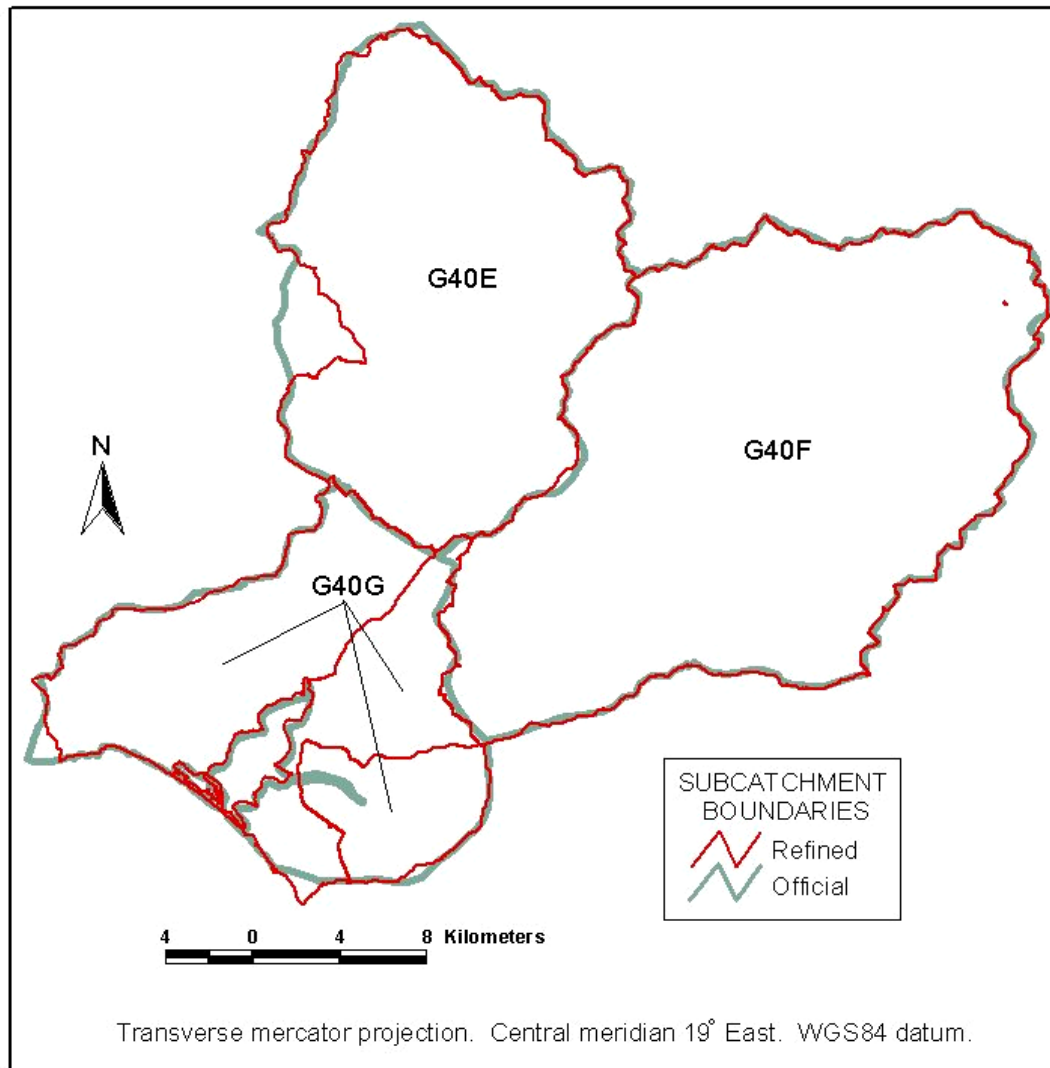 G40E
G40F
N
G40G
SUBCATCHMENT
BOUNDARIES
Refined
Official
4 0 4 8 Kilometers
Transverse mercator projection. Central meridian 19° East. WGS84 datum.